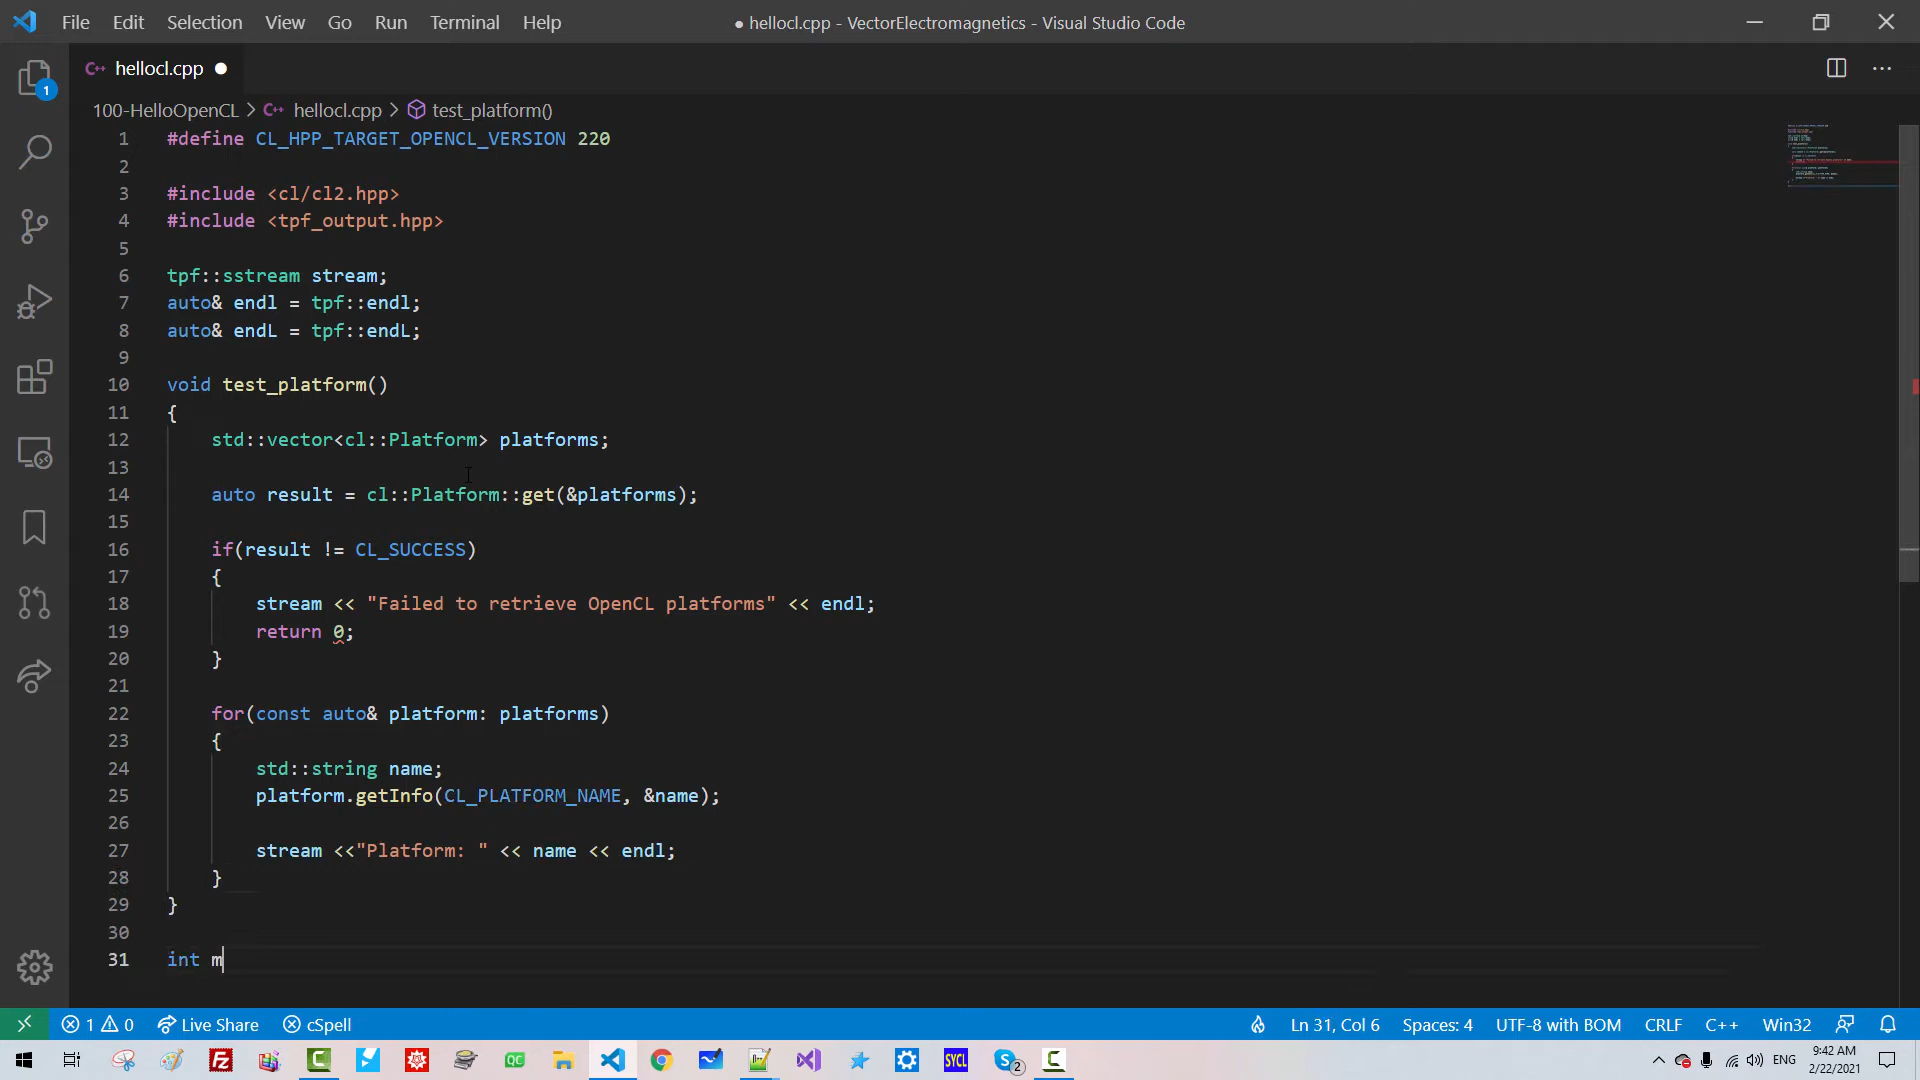 File Edit Selection View Go Run Terminal Help
● hellocl.cpp - VectorElectromagnetics - Visual Studio Code
C++ hellocl.cpp ●
1
100-HelloOpenCL > C++ hellocl.cpp > test_platform()
1 #define CL_HPP_TARGET_OPENCL_VERSION 220
2
3 #include <cl/cl2.hpp>
4 #include <tpf_output.hpp>
5
6 tpf::sstream stream;
7 auto& endl = tpf::endl;
8 auto& endL = tpf::endL;
9
10 void test_platform()
11 {
12 std::vector<cl::Platform> platforms;
13
14 auto result = cl::Platform::get(&platforms);
15
16 if(result != CL_SUCCESS)
17 {
18 stream << "Failed to retrieve OpenCL platforms" << endl;
19 return 0;
20 }
21
22 for(const auto& platform: platforms)
23 {
24 std::string name;
25 platform.getInfo(CL_PLATFORM_NAME, &name);
26
27 stream <<"Platform: " << name << endl;
28 }
29 }
30
31 int m
1 0 Live Share cSpell Ln 31, Col 6 Spaces: 4 UTF-8 with BOM CRLF C++ Win32
QC SYCL 2 ENG 9:42 AM
2/22/2021